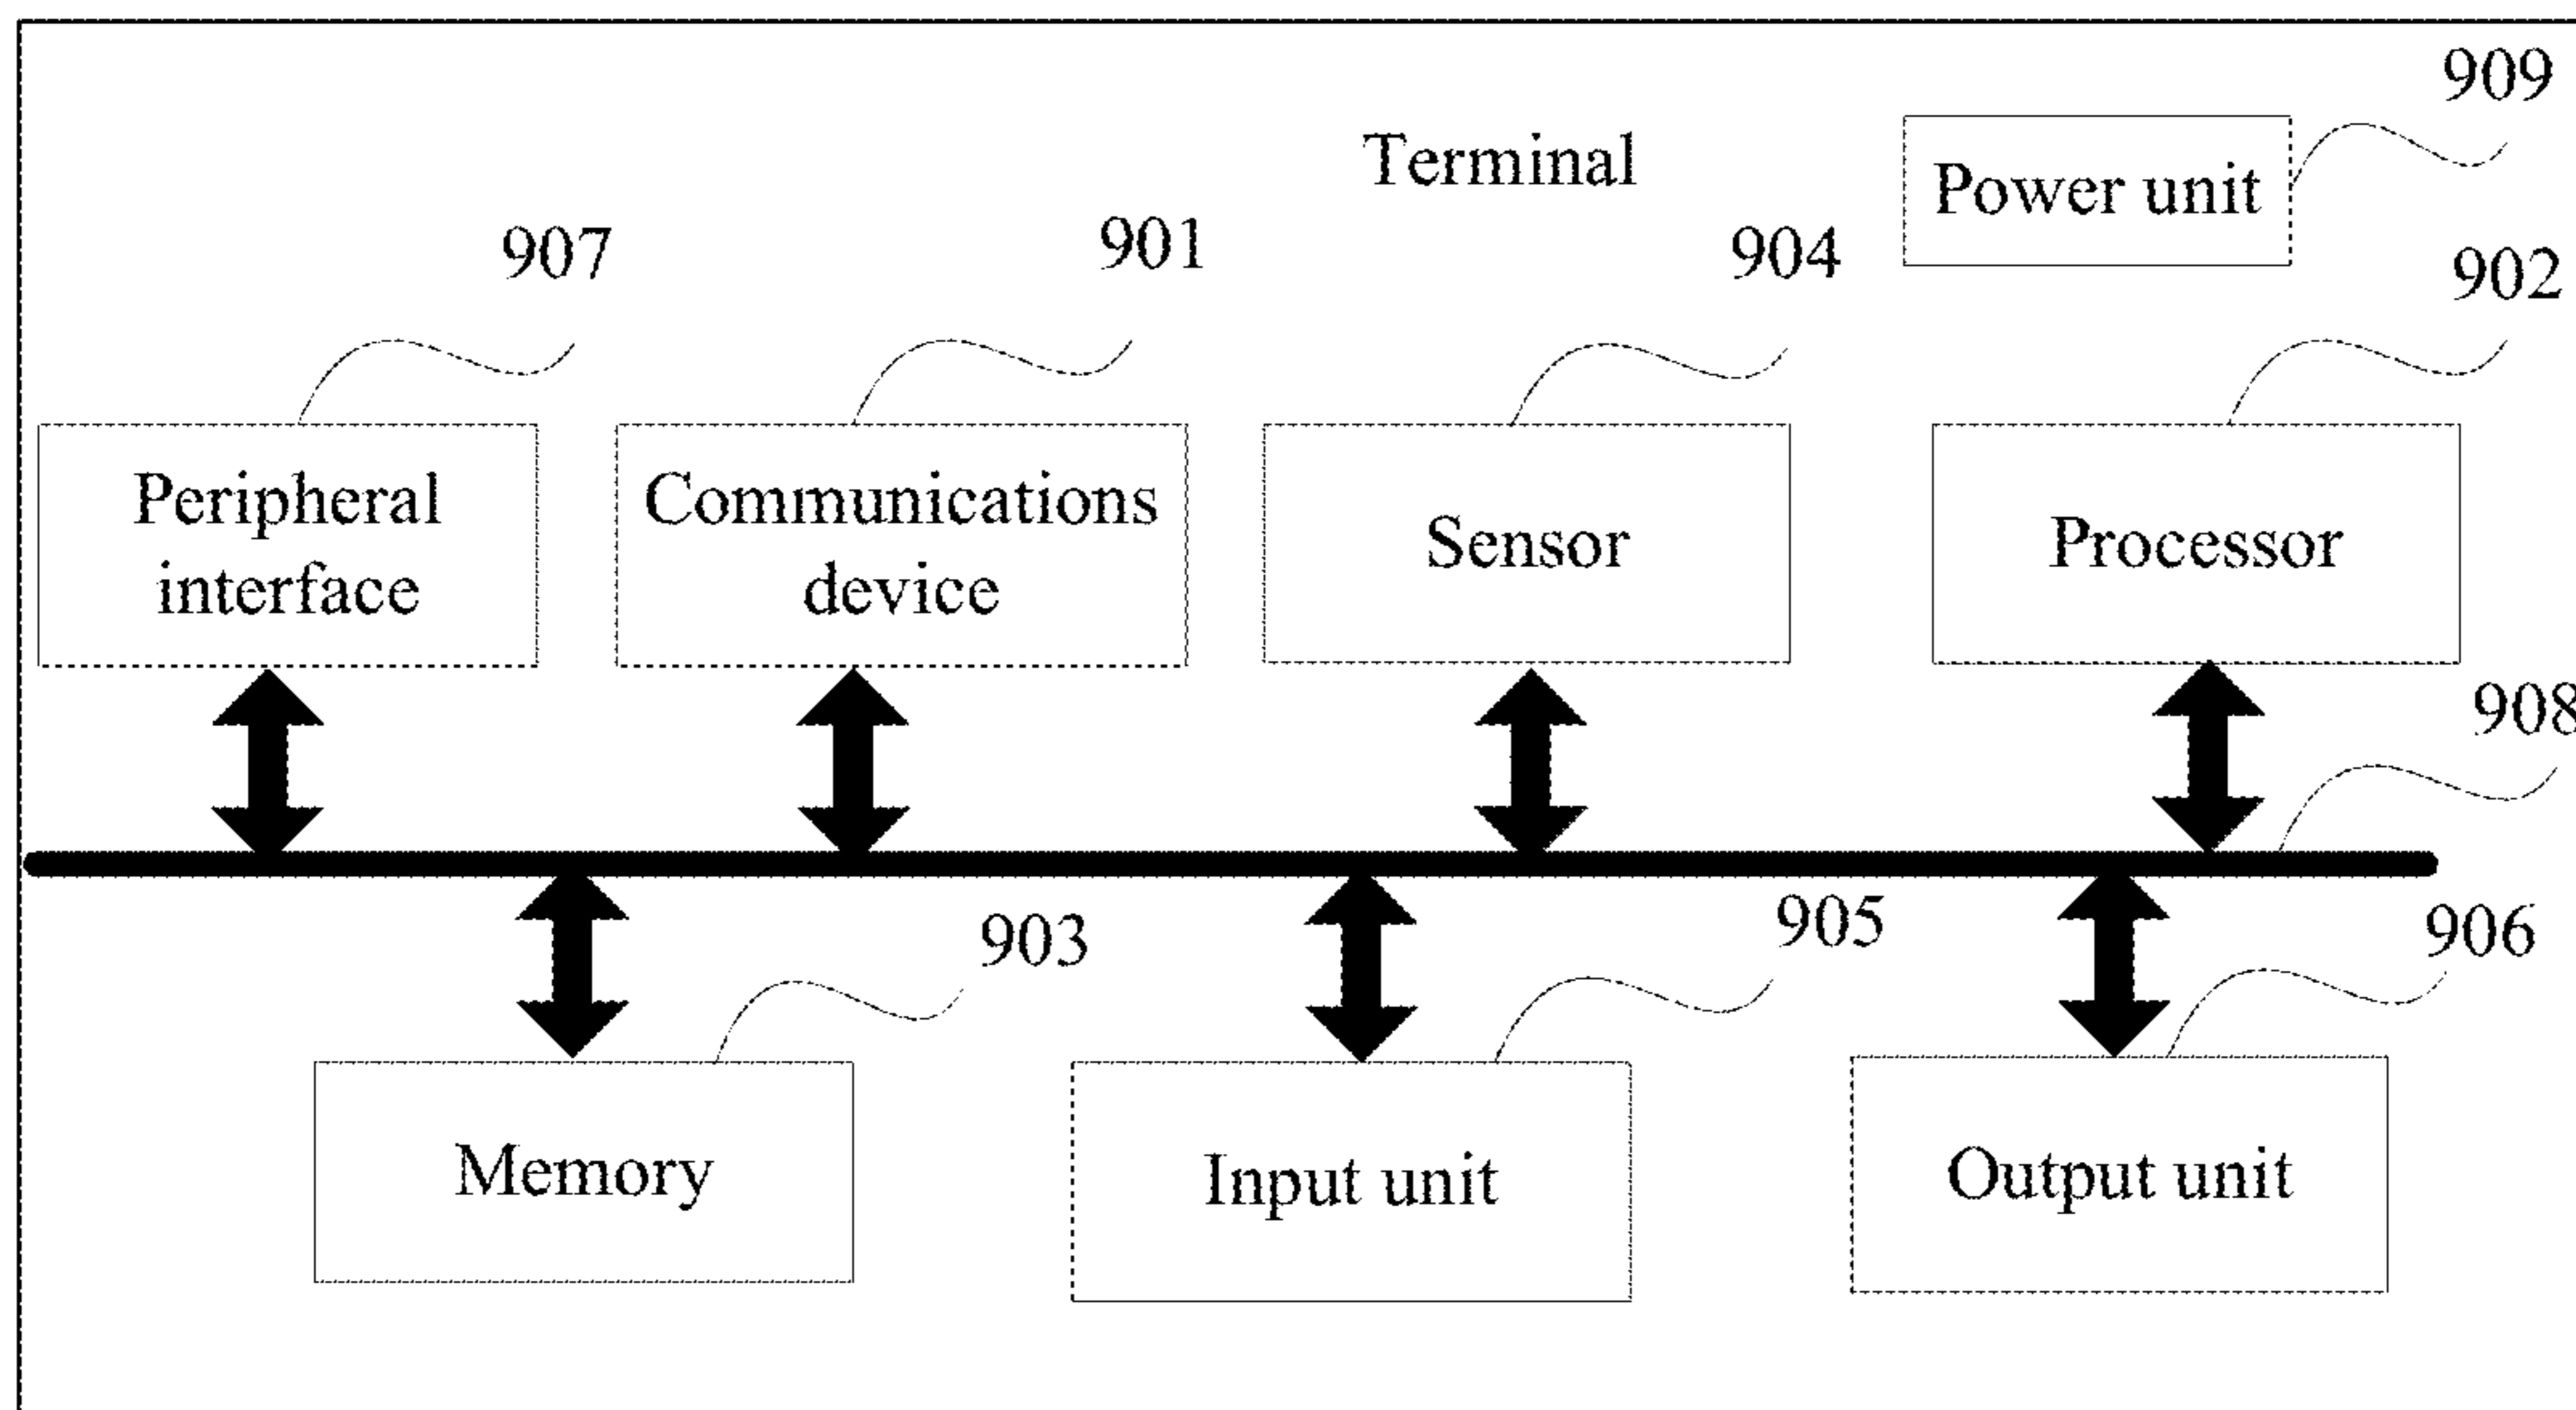 909
Terminal
Power unit
907
901
904
902
Peripheral
interface
Communications
device
Sensor
Processor
908
903
905
906
Memory
Input unit
Output unit